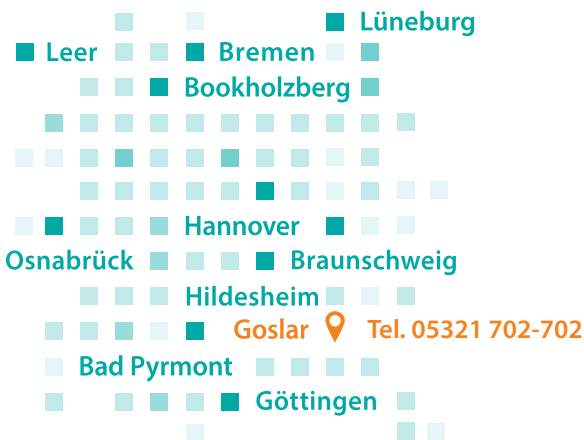 Lüneburg
Leer Bremen
Bookholzberg
Hannover
Osnabrück Braunschweig
Hildesheim
Goslar Tel. 05321 702-702
Bad Pyrmont
Göttingen